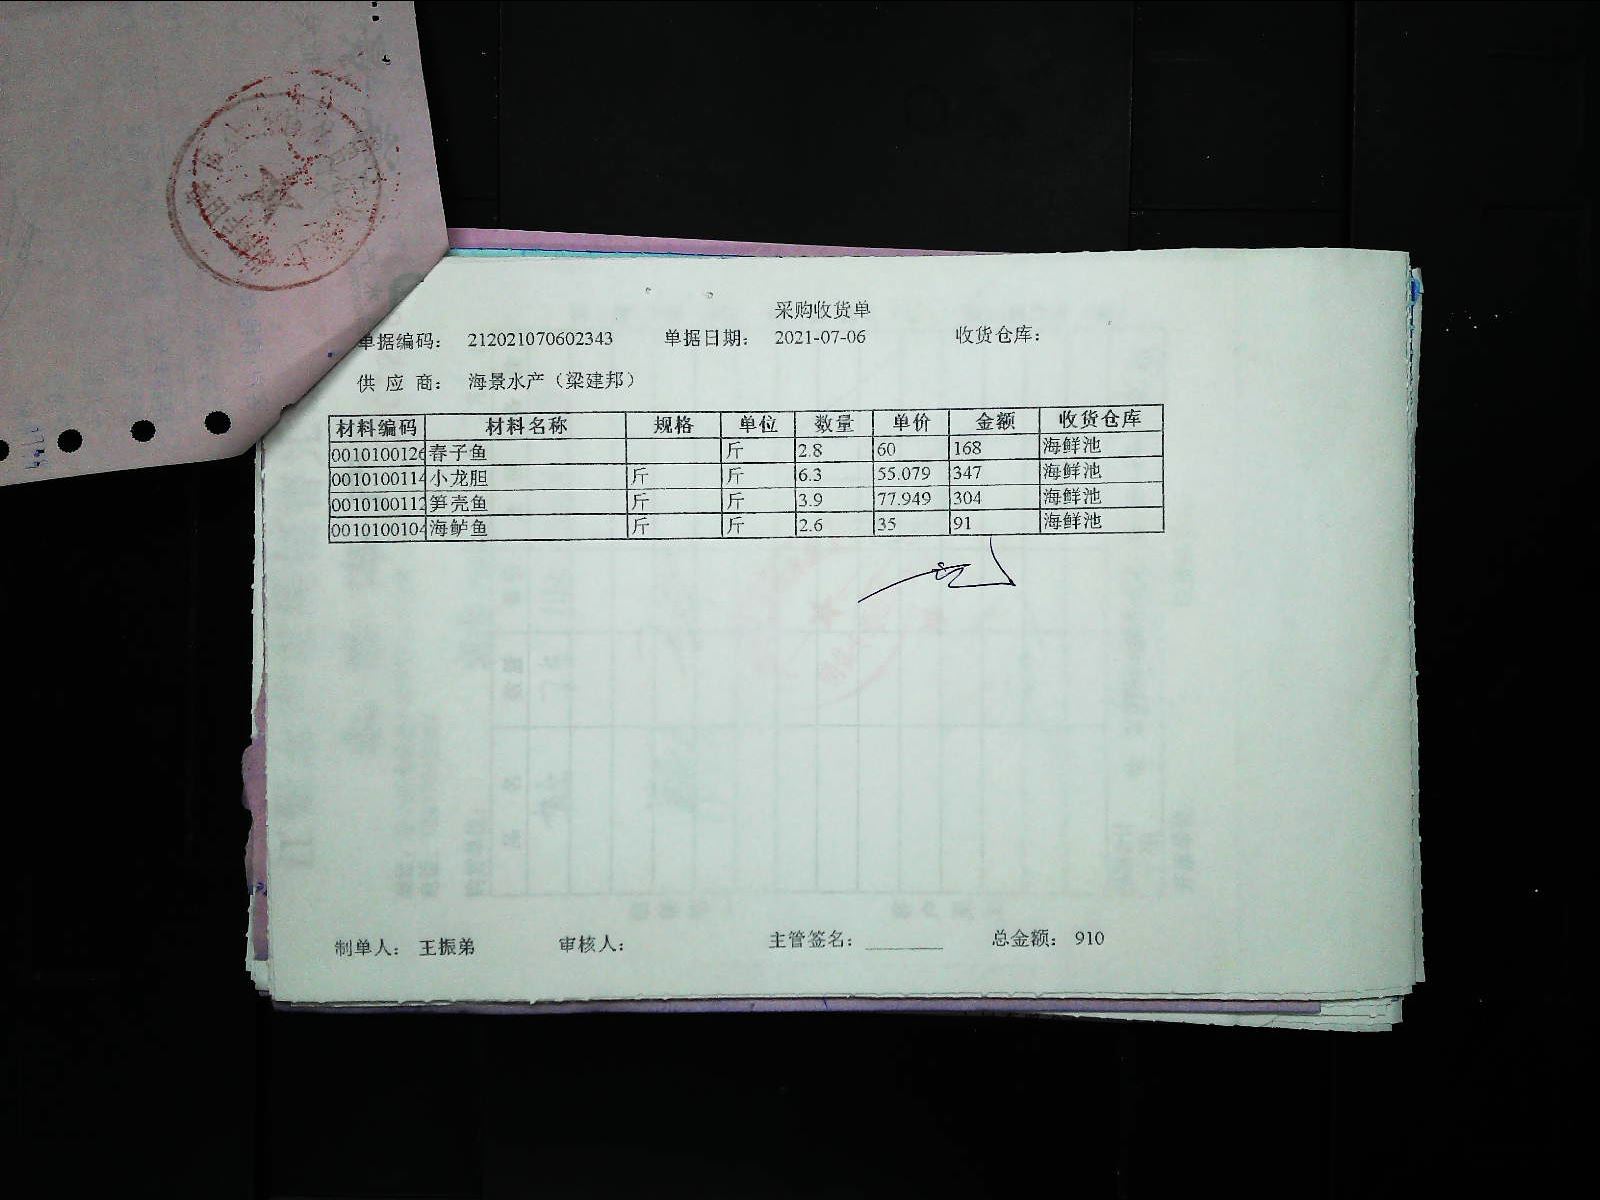 采购收货单
单据编码： 212021070602343 单据日期： 2021-07-06 收货仓库：
供 应 商： 海景水产（梁建邦）
材料编码 材料名称 规格 单位 数量 单价 金额 收货仓库
0010100126 春子鱼 斤 2.8 60 168 海鲜池
0010100114 小龙胆 斤 斤 6.3 55.079 347 海鲜池
0010100112 笋壳鱼 斤 斤 3.9 77.949 304 海鲜池
0010100104 海鲈鱼 斤 斤 2.6 35 91 海鲜池
制单人： 王振弟 审核人： 主管签名： 总金额： 910